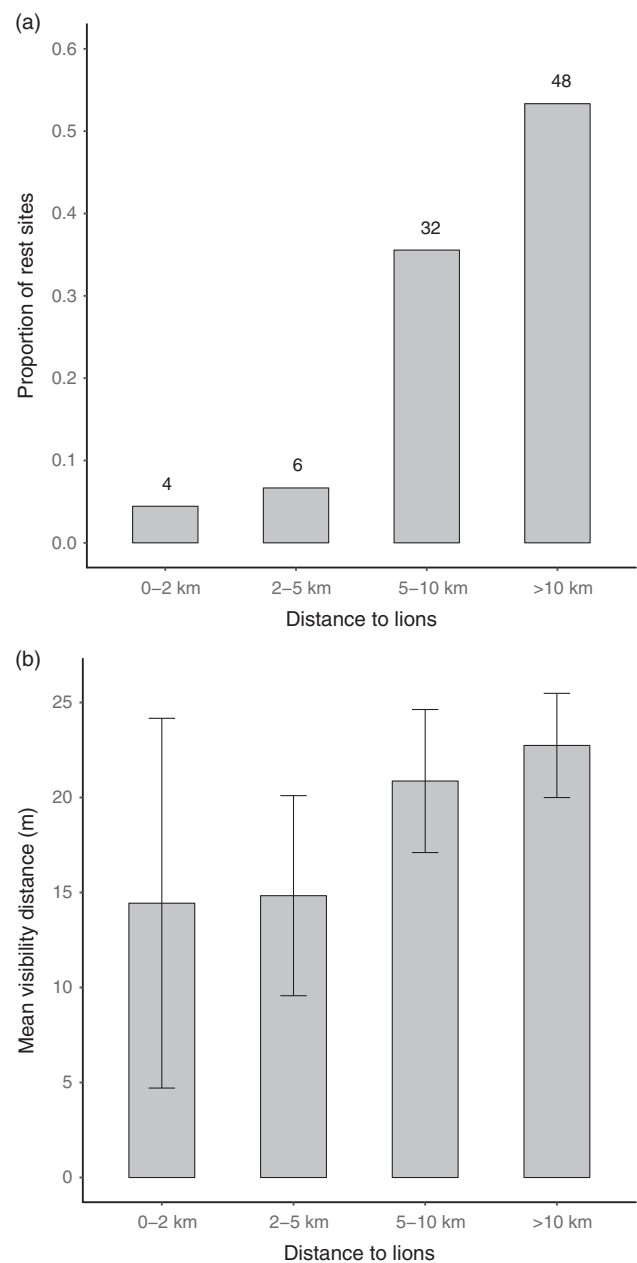 (a)
0.6
0.5
0.4
0.3
0.2
0.1
0.0
Proportion of rest sites
4
6
32
48
0–2 km 2–5 km 5–10 km >10 km
Distance to lions
(b)
25
20
15
10
5
0
Mean visibility distance (m)
0–2 km 2–5 km 5–10 km >10 km
Distance to lions